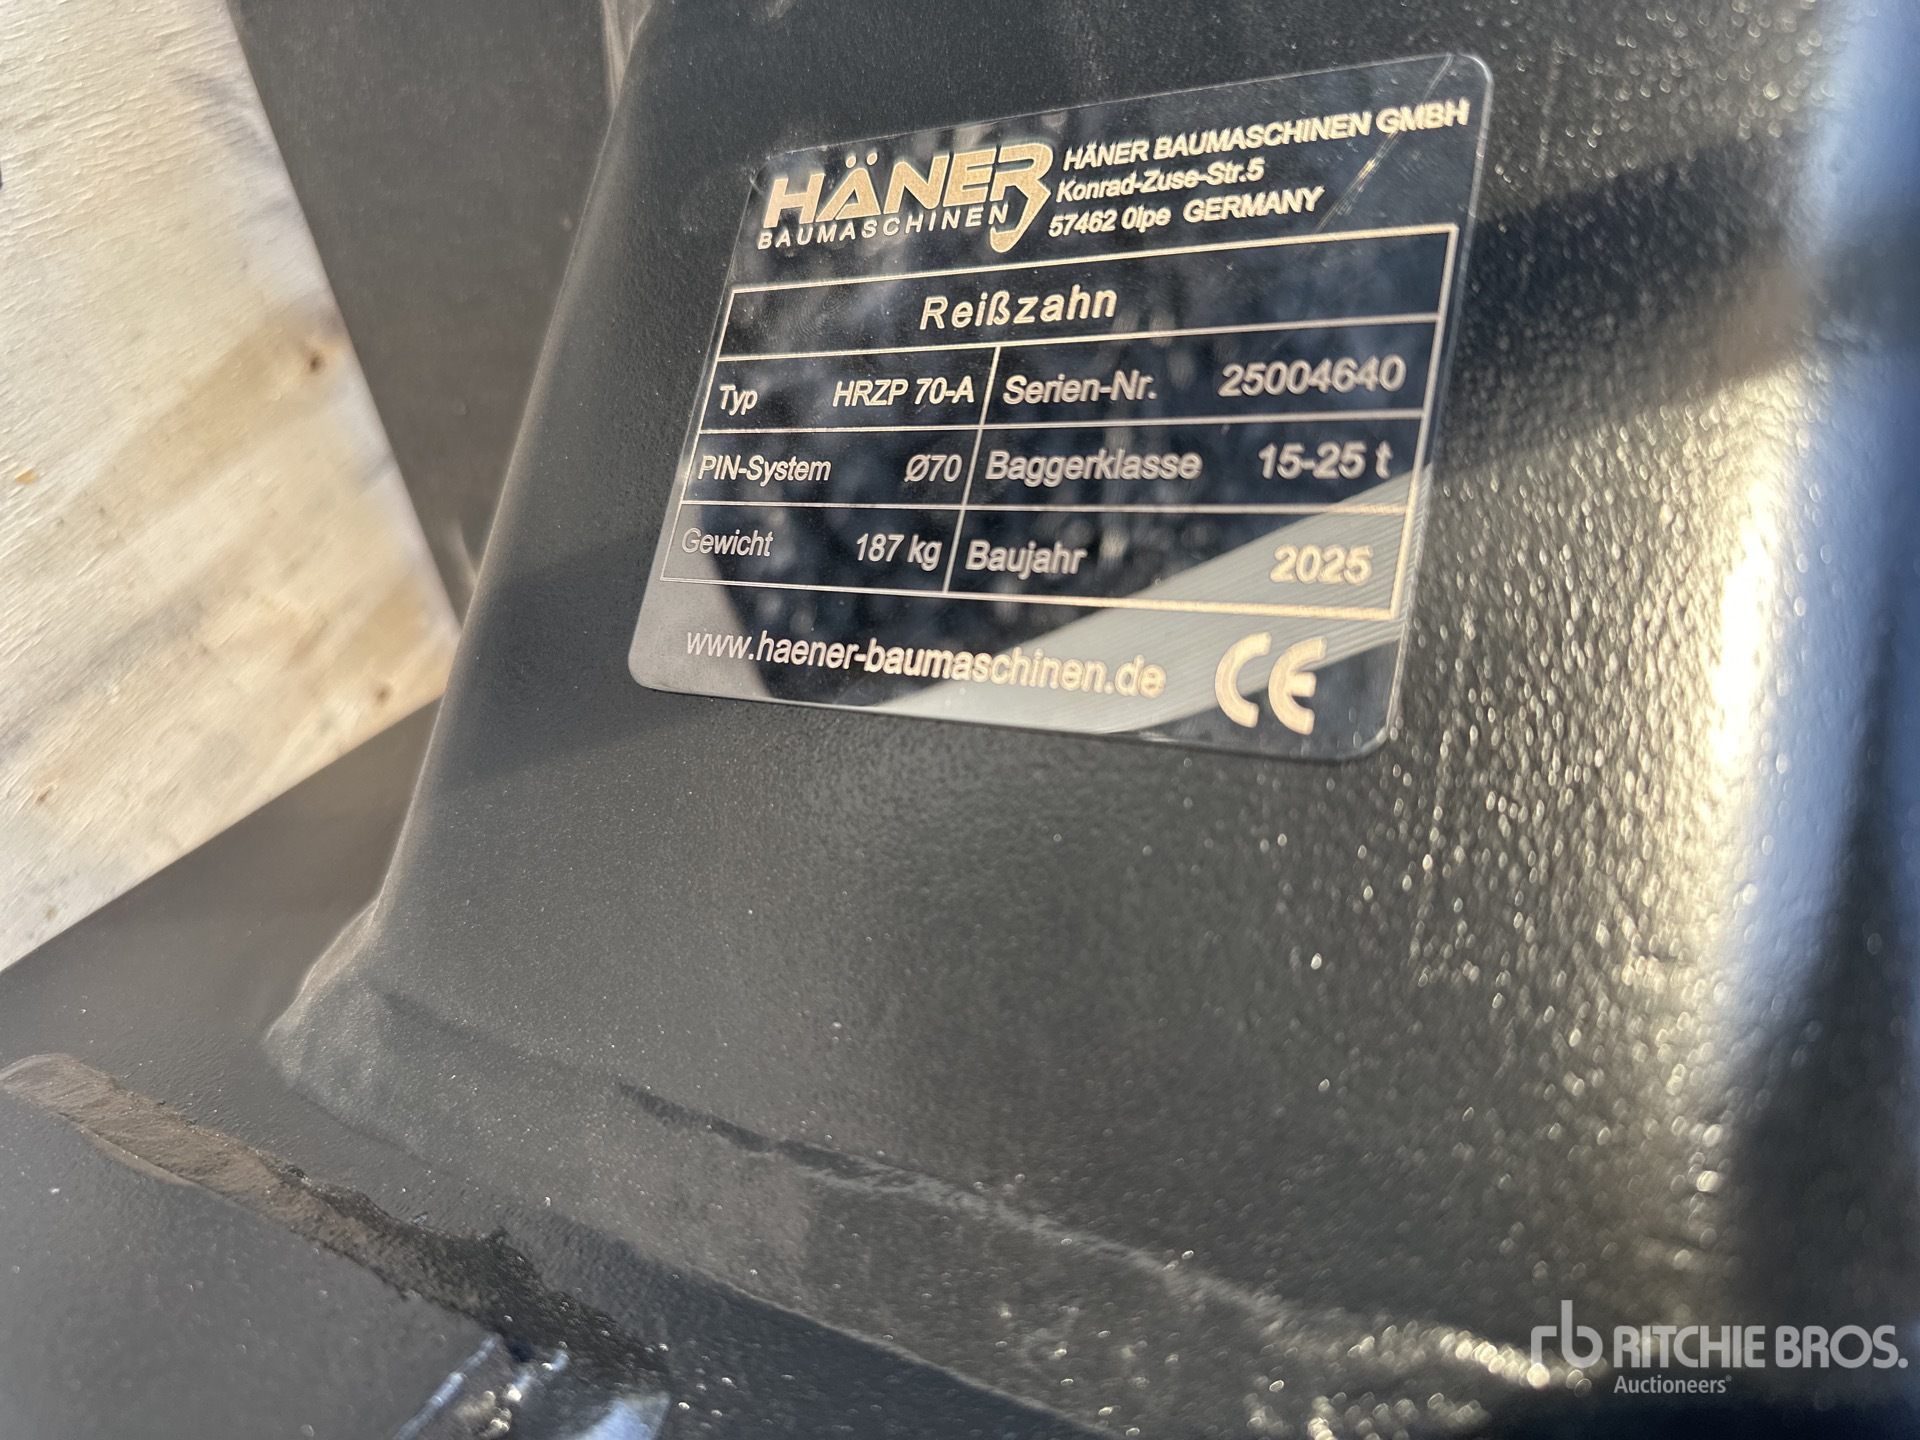 HÄNER
BAUMASCHINEN
HÄNER BAUMASCHINEN GMBH
Konrad-Zuse-Str.5
57462 Olpe GERMANY
Reißzahn
Typ HRZP 70-A Serien-Nr. 25004640
PIN-System Ø70 Baggerklasse 15-25 t
Gewicht 187 kg Baujahr 2025
www.haener-baumaschinen.de CE
rb RITCHIE BROS.
Auctioneers